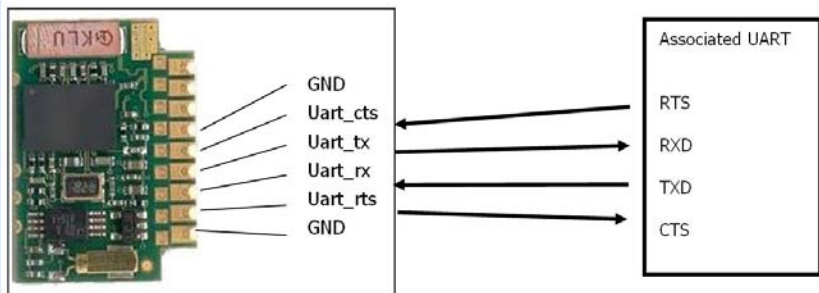 GND
Uart_cts
Uart_tx
Uart_rx
Uart_rts
GND
Associated UART
RTS
RXD
TXD
CTS